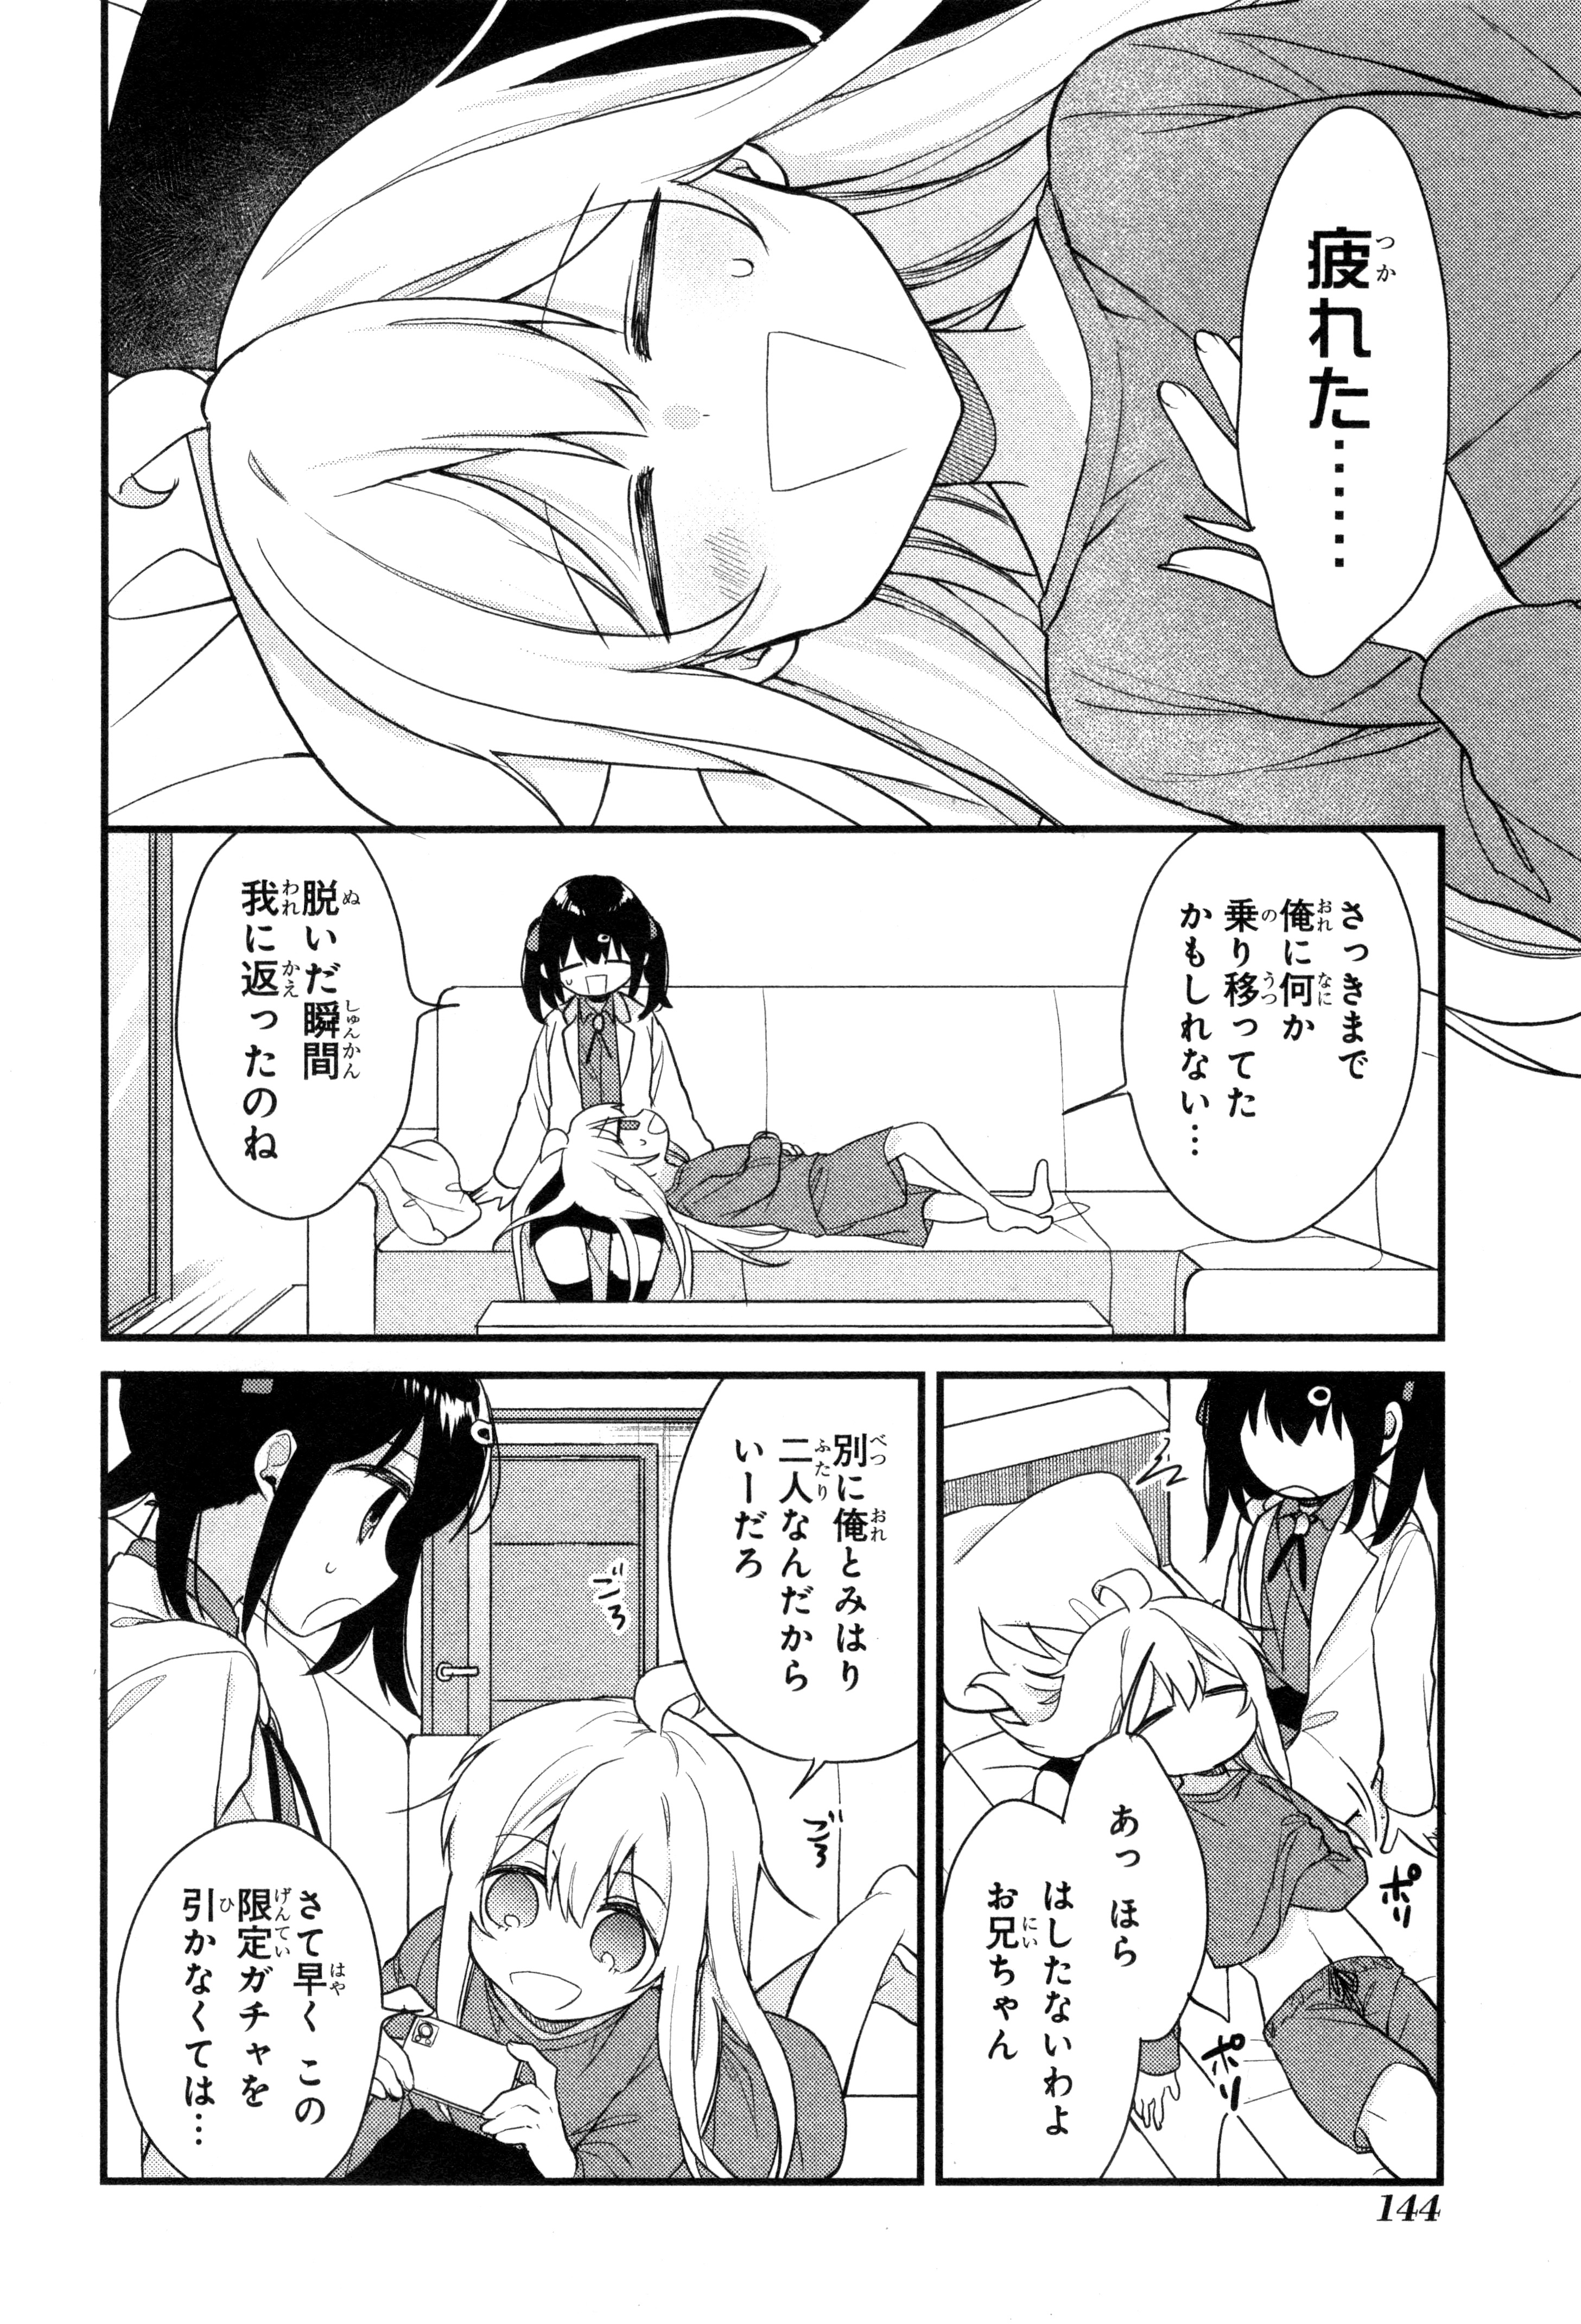 疲れた……
さっきまで
俺に何か
乗り移ってた
かもしれない…
脱いだ瞬間
我に返ったのね
ポリ
ポリ
あっ ほら
はしたないわよ
お兄ちゃん
別に俺とみはり
二人なんだから
いーだろ
ごろ
ごろ
さて早く この
限定ガチャを
引かなくては…
144